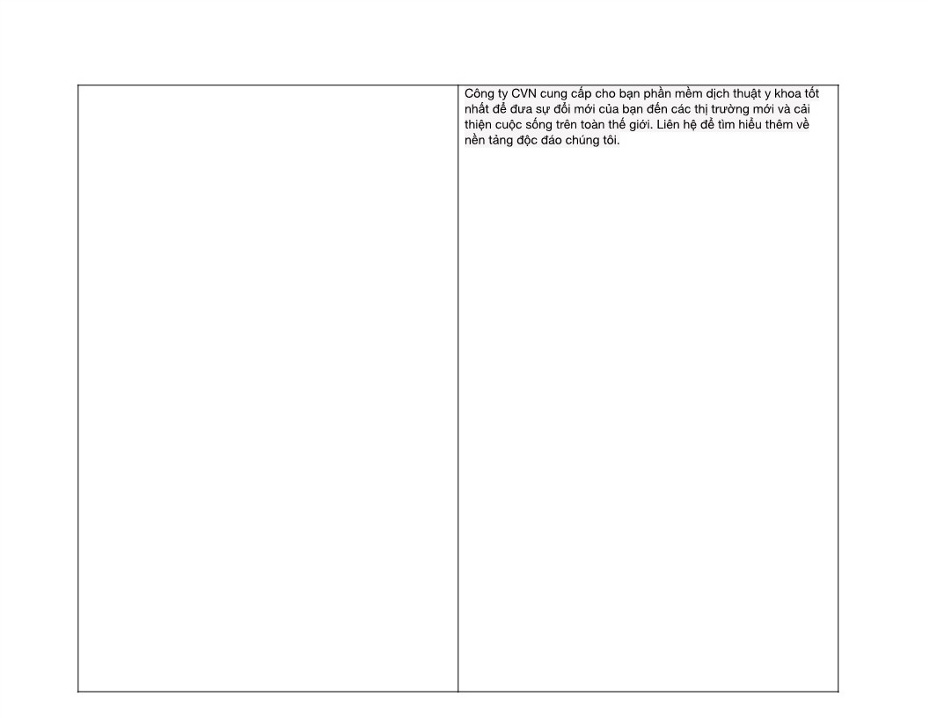 Công ty CVN cung cấp cho bạn phần mềm dịch thuật y khoa tốt
nhất để đưa sự đổi mới của bạn đến các thị trường mới và cải
thiện cuộc sống trên toàn thế giới. Liên hệ để tìm hiểu thêm về
nền tảng độc đáo chúng tôi.